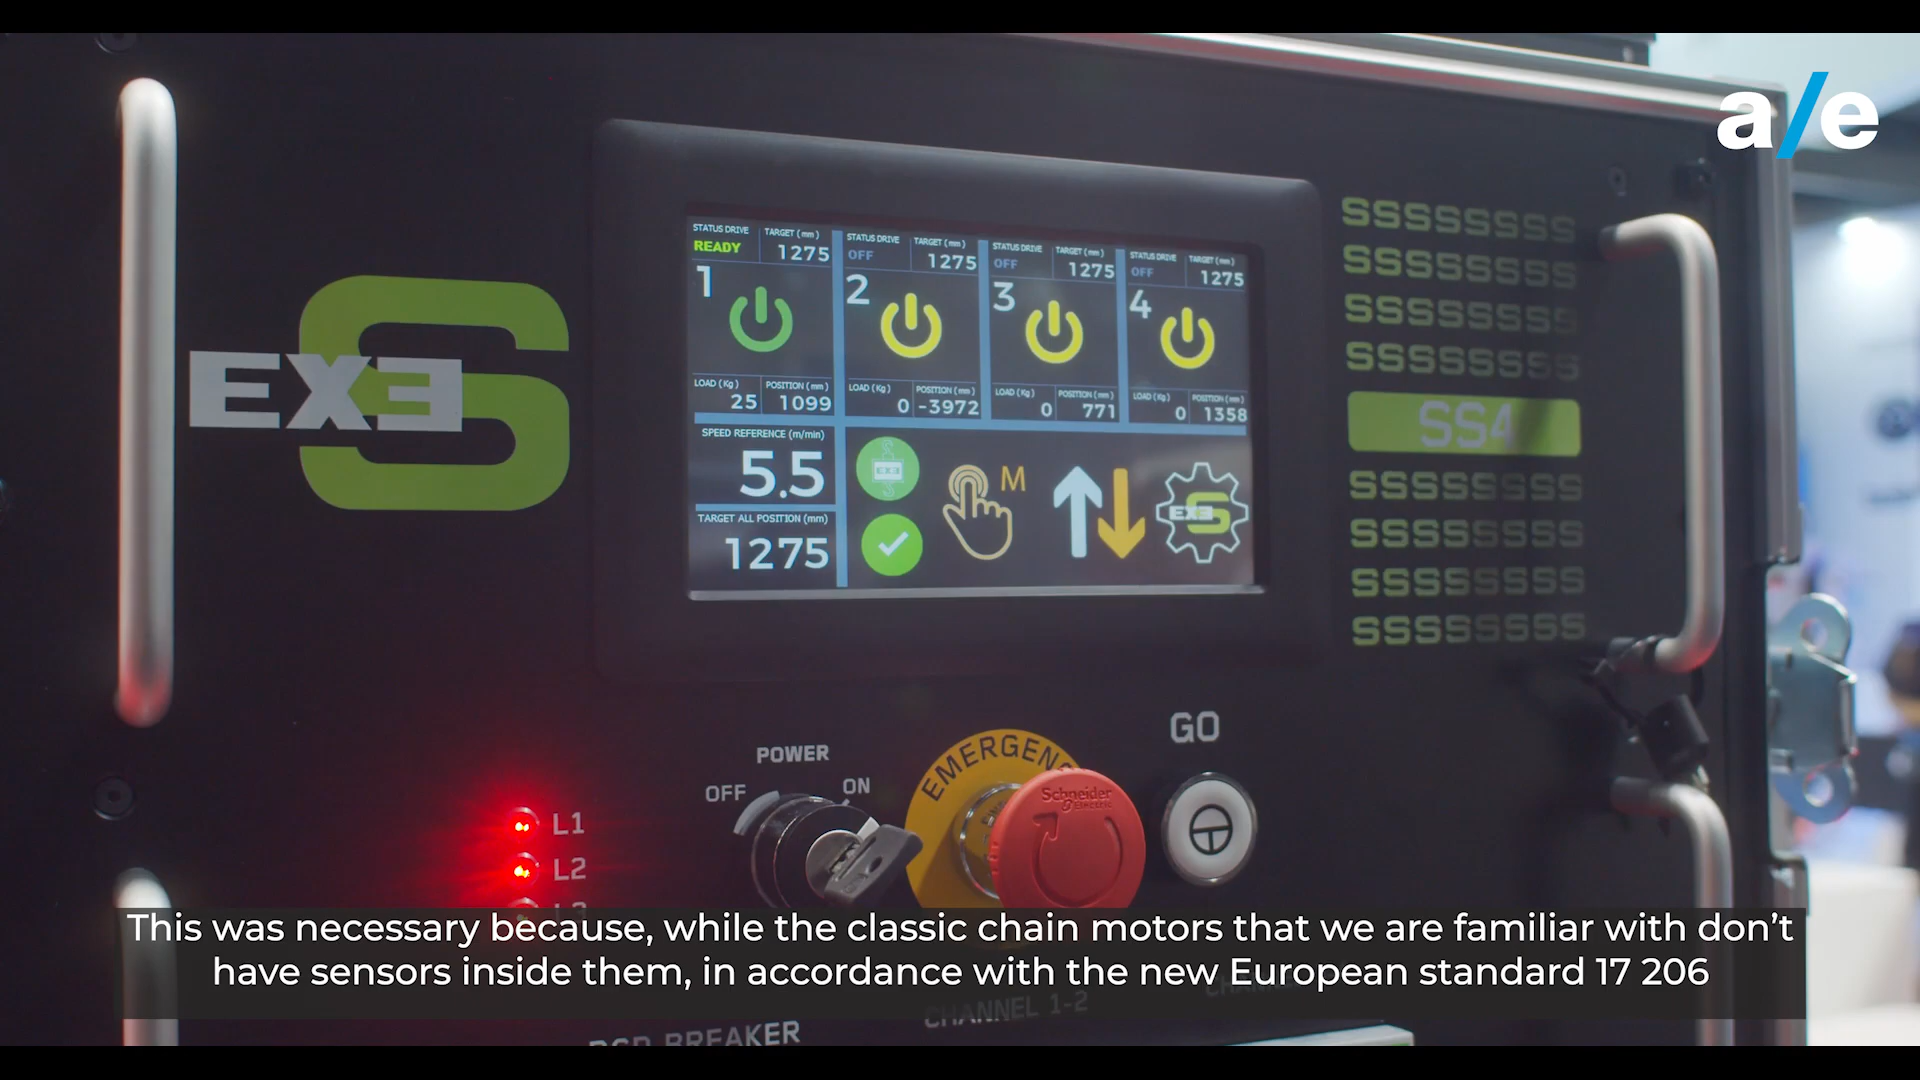 a/e
SSSSSSSS
SSSSSSSS
SSSSSSSS
SSSSSSSS
SS4
SSSSSSSS
SSSSSSSS
SSSSSSSS
SSSSSSSS
EXES
STATUS DRIVE TARGET (mm)
READY 1275
1
LOAD (Kg) POSITION (mm)
25 1099
STATUS DRIVE TARGET (mm)
OFF 1275
2
LOAD (Kg) POSITION (mm)
0 -3972
STATUS DRIVE TARGET (mm)
OFF 1275
3
LOAD (Kg) POSITION (mm)
0 771
STATUS DRIVE TARGET (mm)
OFF 1275
4
LOAD (Kg) POSITION (mm)
0 1358
SPEED REFERENCE (m/min)
5.5
TARGET ALL POSITION (mm)
1275
M
EXES
POWER
OFF ON
EMERGENC
Schneider
Electric
GO
L1
L2
L3
This was necessary because, while the classic chain motors that we are familiar with don't
have sensors inside them, in accordance with the new European standard 17 206
CHANNEL 1-2
BREAKER